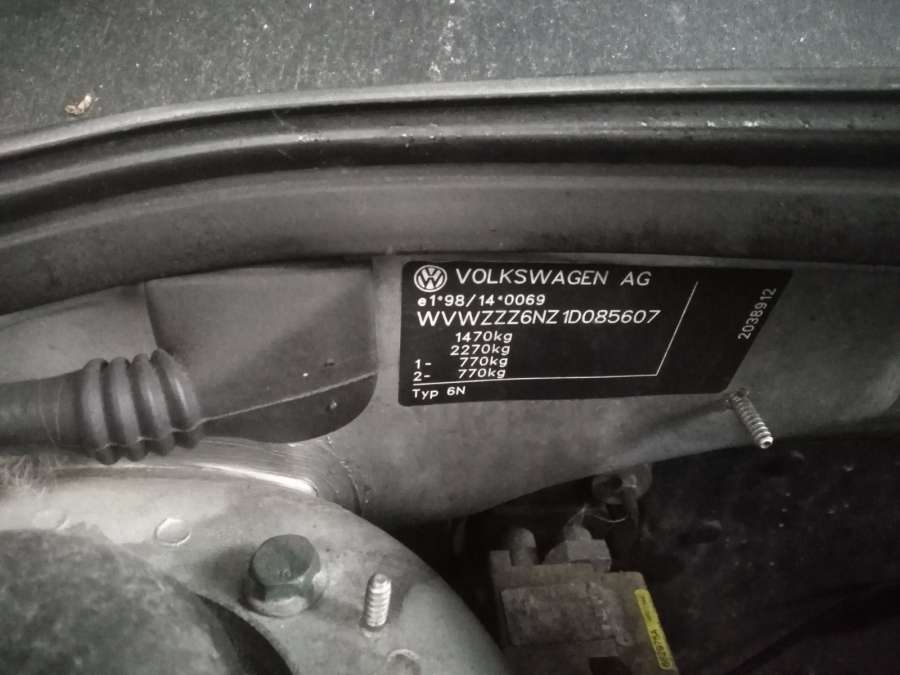 VOLKSWAGEN AG
e1*98/14*0069
WVWZZZ6NZ1D085607
1470kg
2270kg
1- 770kg
2- 770kg
Typ 6N
2038912